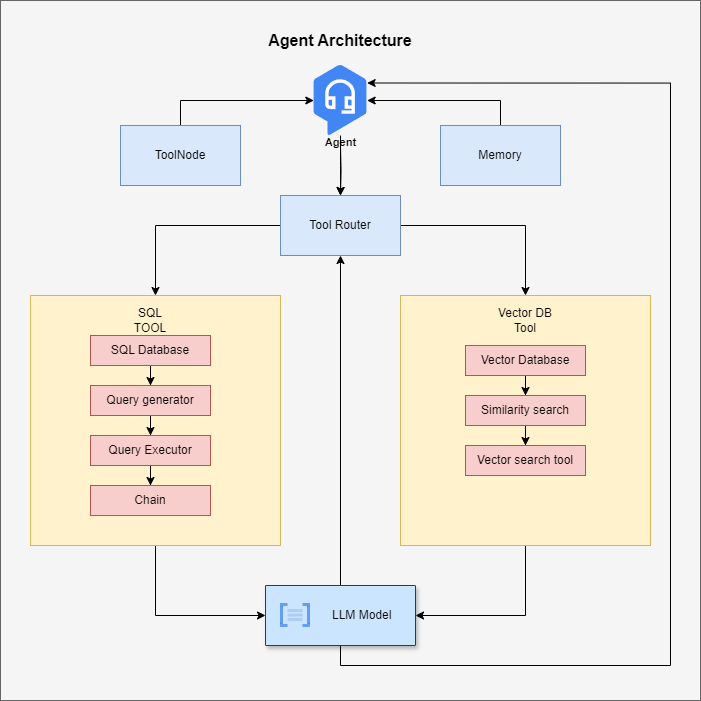 Agent Architecture
Agent
ToolNode
Memory
Tool Router
SQL
TOOL
SQL Database
Query generator
Query Executor
Chain
Vector DB
Tool
Vector Database
Similarity search
Vector search tool
LLM Model